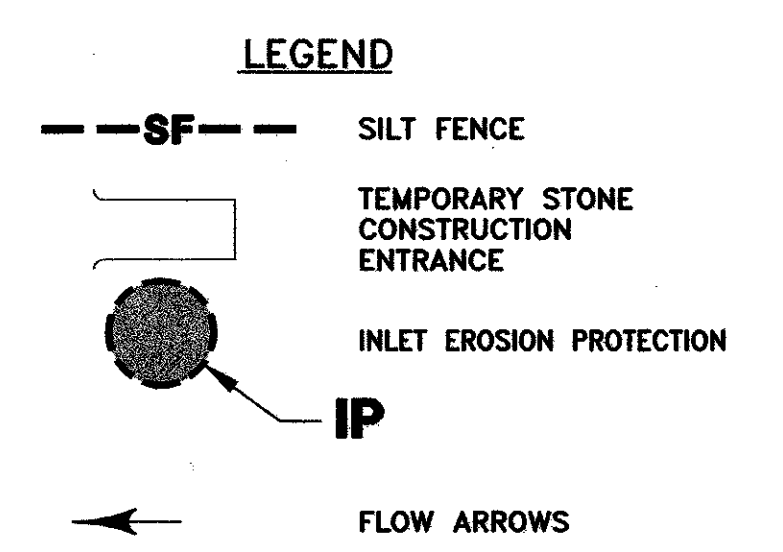 LEGEND
SF
SILT FENCE
TEMPORARY STONE
CONSTRUCTION
ENTRANCE
INLET EROSION PROTECTION
IP
FLOW ARROWS